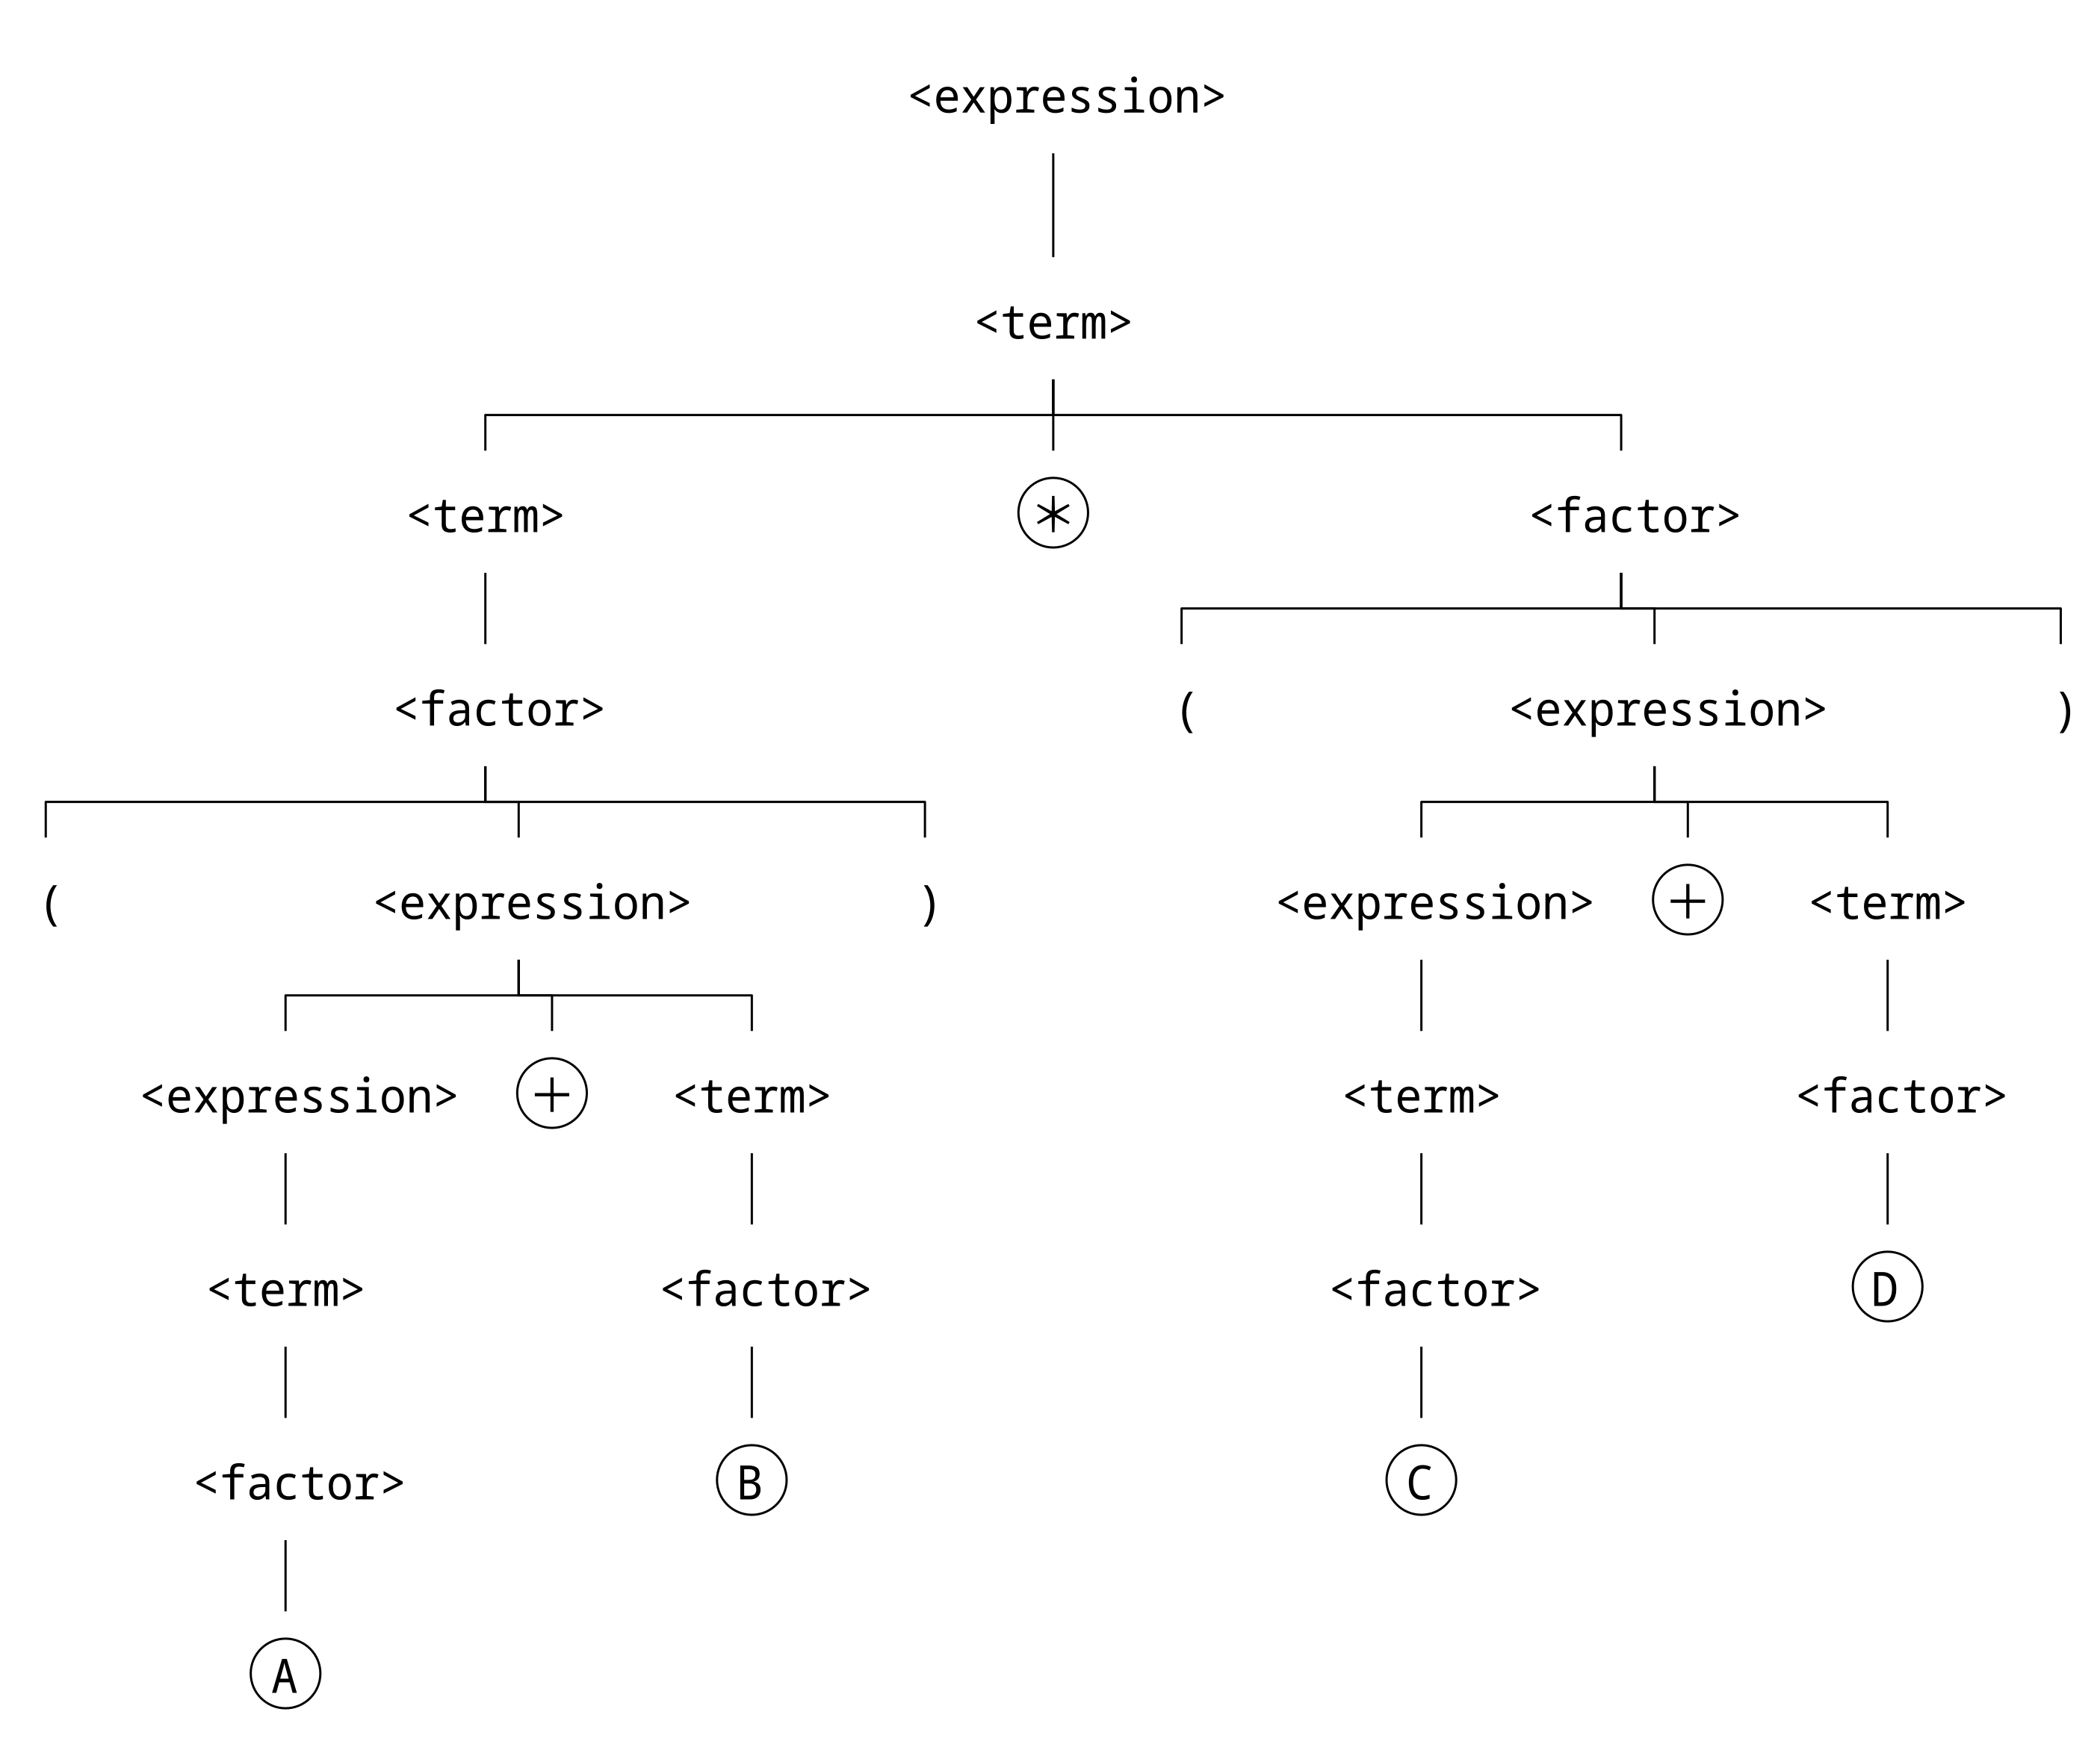 <expression>
<term>
<term> * <factor>
<factor> ( <expression> )
( <expression> ) <expression> + <term>
<expression> + <term> <term> <factor>
<term> <factor> <factor> D
<factor> B C
A